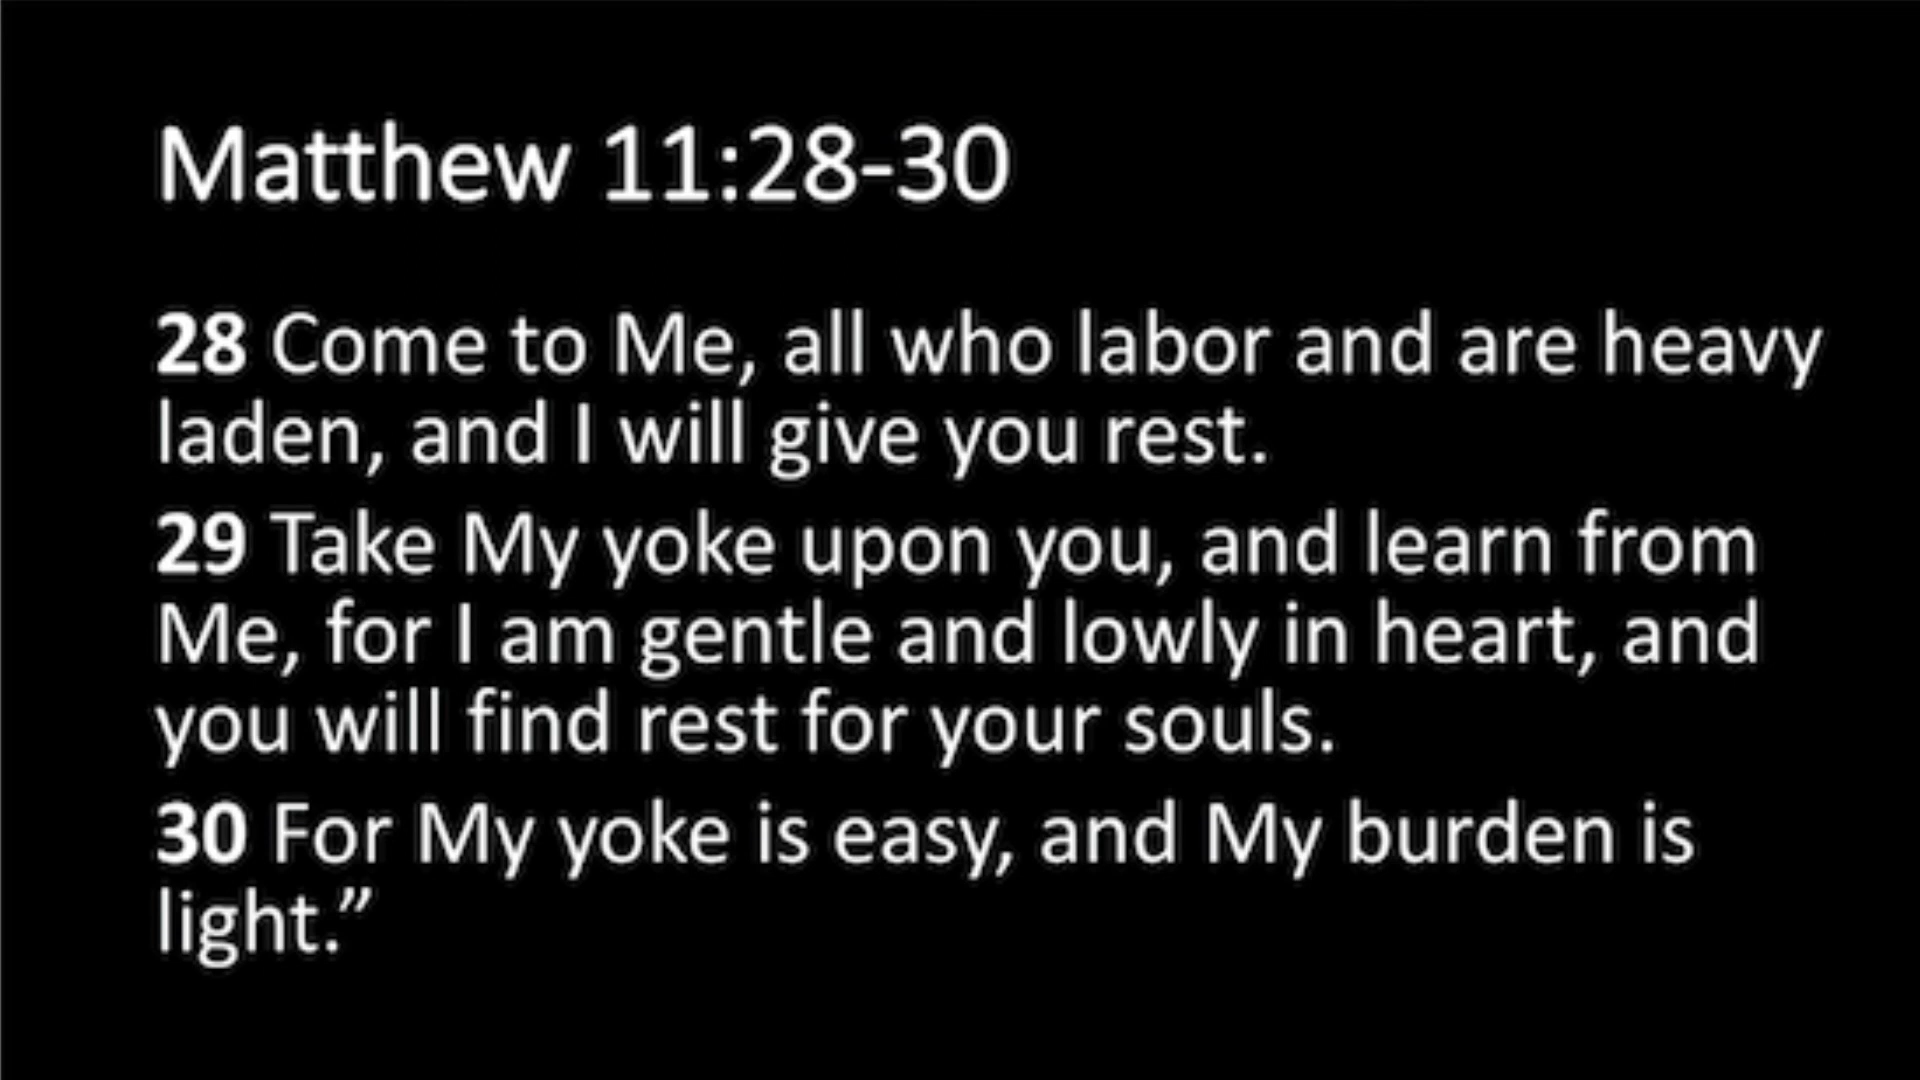 Matthew 11:28-30
28 Come to Me, all who labor and are heavy
laden, and I will give you rest.
29 Take My yoke upon you, and learn from
Me, for I am gentle and lowly in heart, and
you will find rest for your souls.
30 For My yoke is easy, and My burden is
light.”